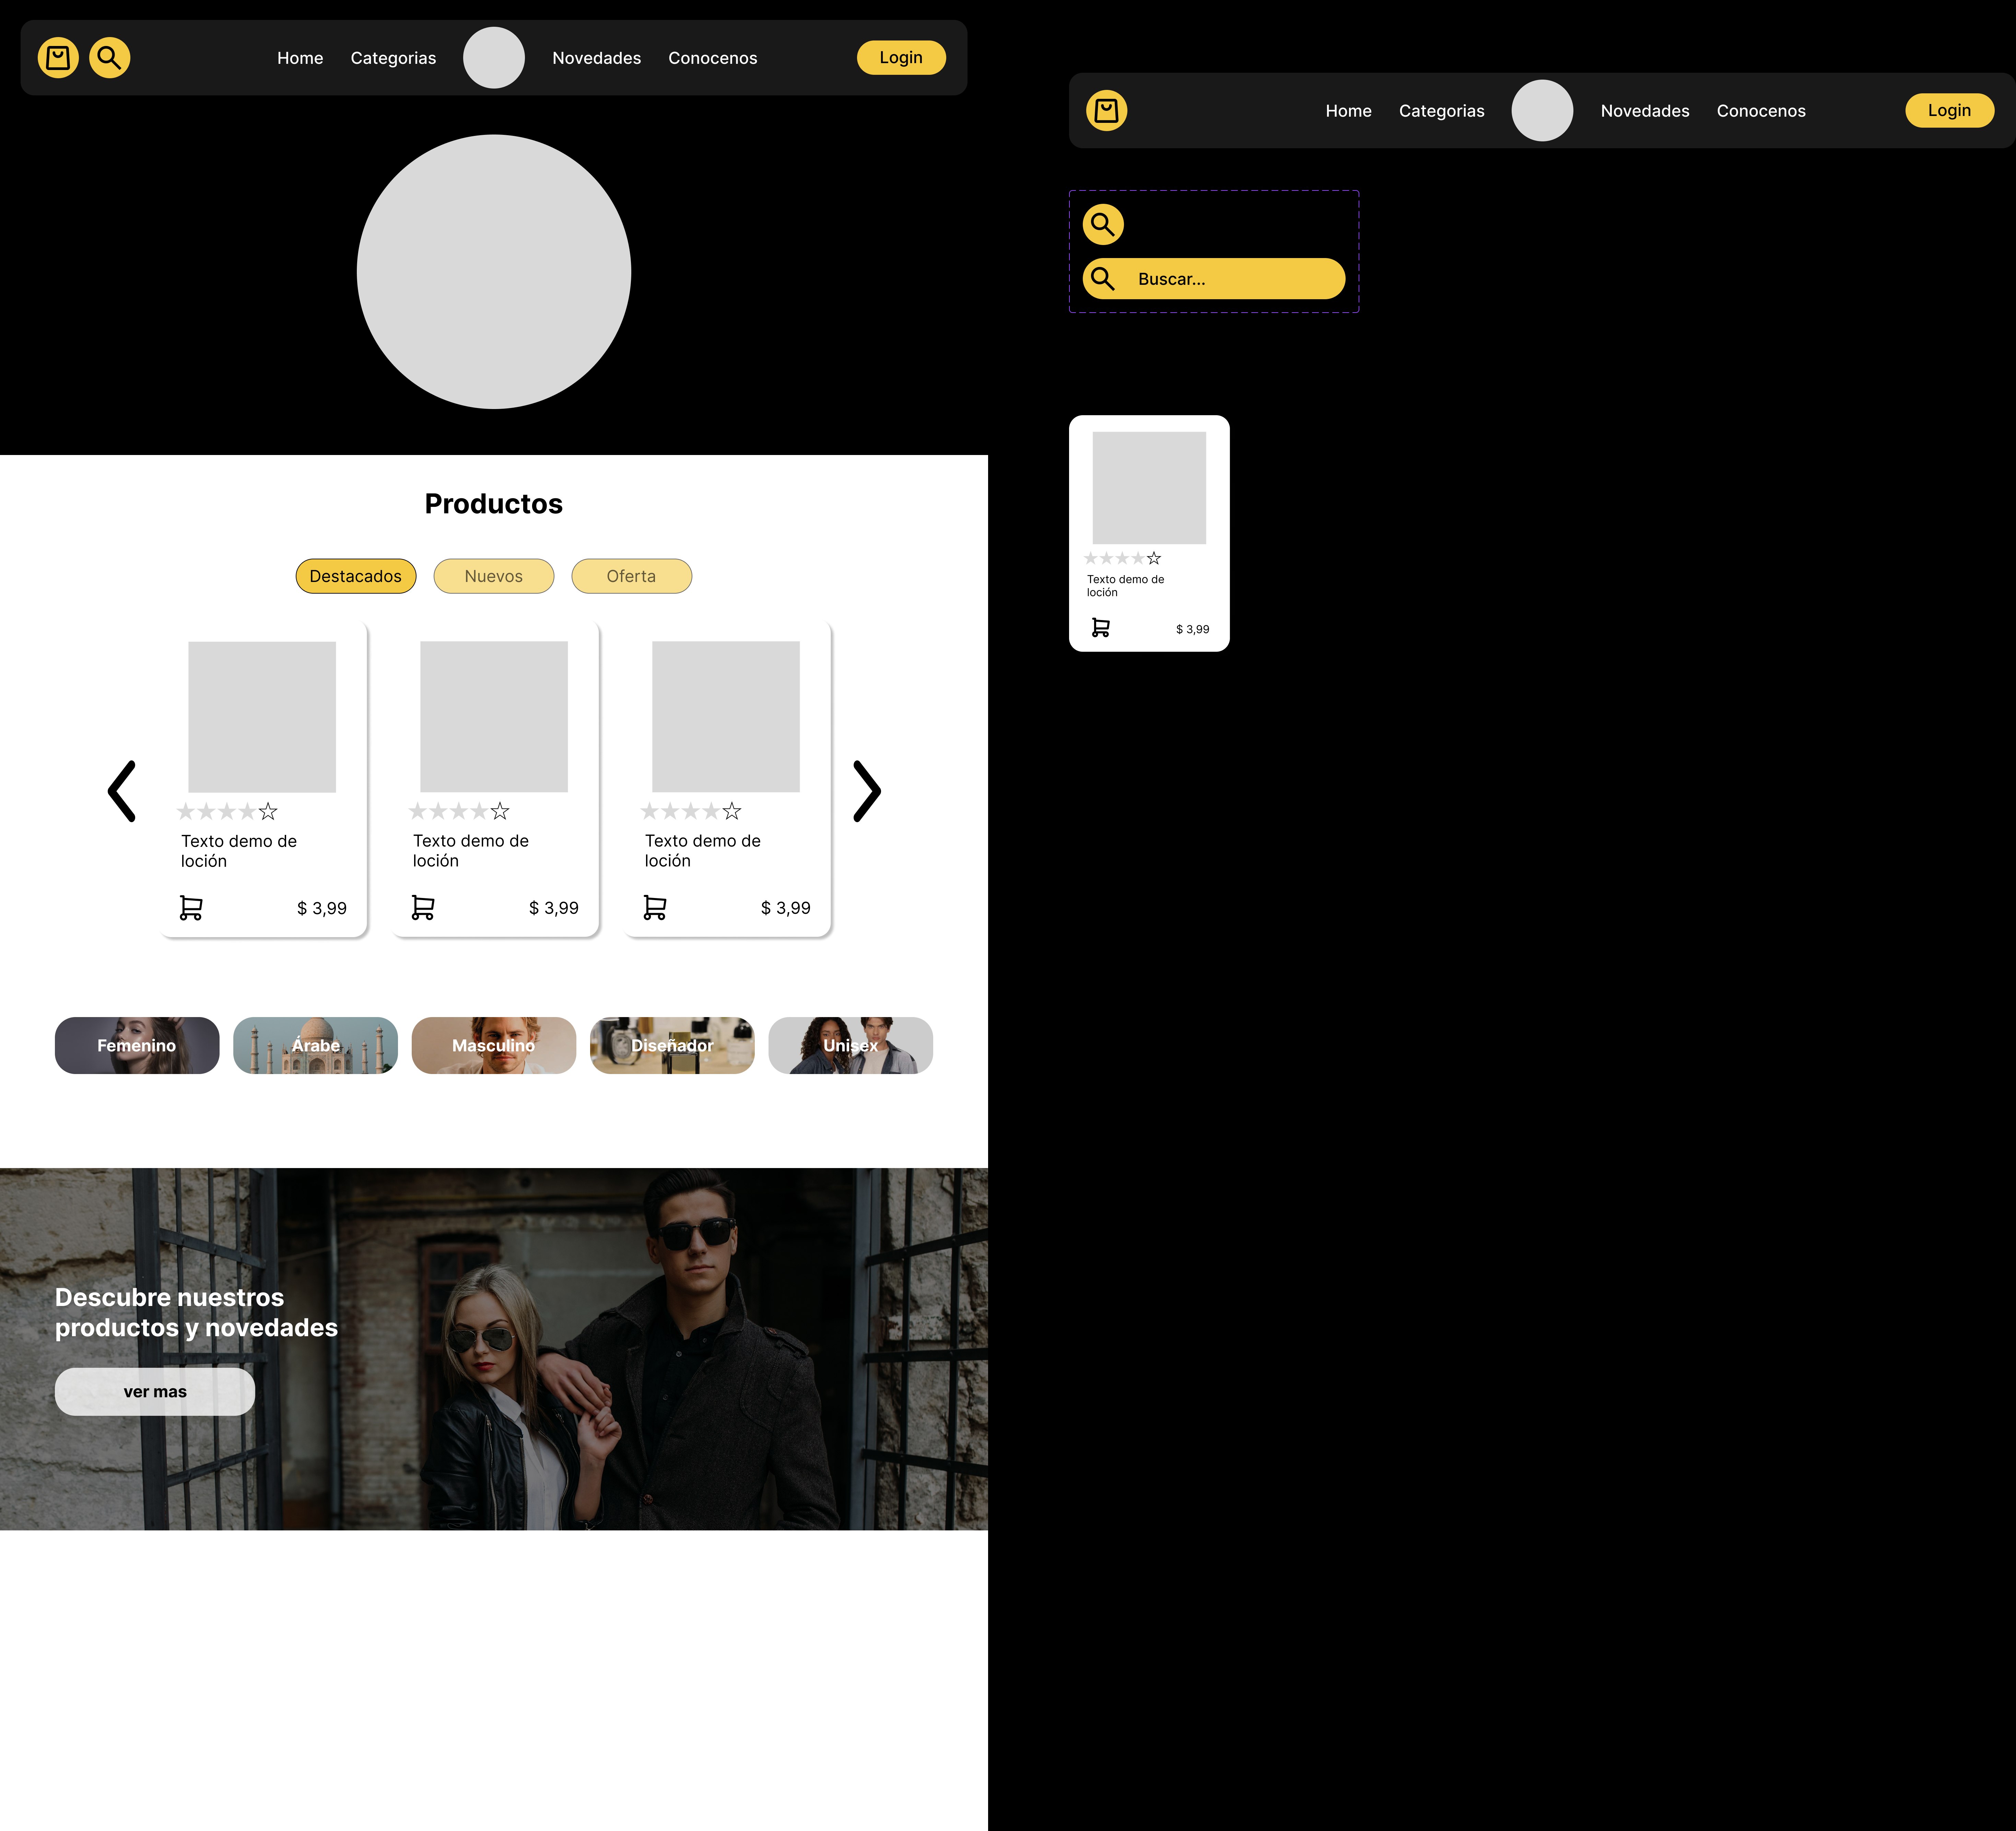 Home Categorias Novedades Conocenos Login
Productos
Destacados Nuevos Oferta
Texto demo de
loción
$ 3,99
Texto demo de
loción
$ 3,99
Texto demo de
loción
$ 3,99
Femenino Árabe Masculino Diseñador Unisex
Descubre nuestros
productos y novedades
ver mas
Home Categorias Novedades Conocenos Login
Buscar...
Texto demo de
loción
$ 3,99